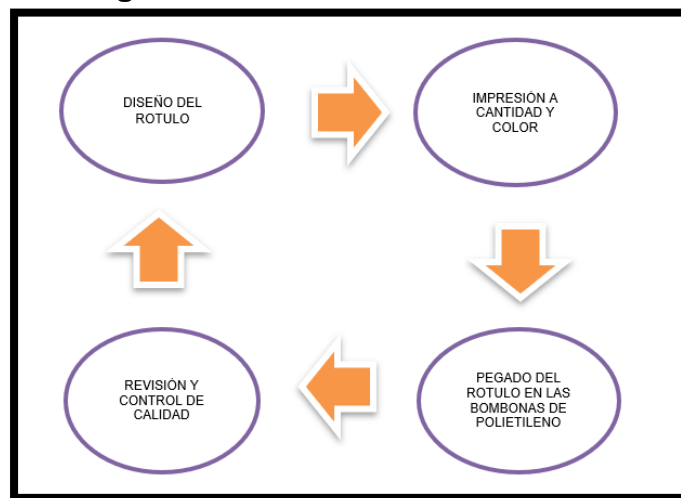 DISEÑO DEL
ROTULO
IMPRESIÓN A
CANTIDAD Y
COLOR
REVISIÓN Y
CONTROL DE
CALIDAD
PEGADO DEL
ROTULO EN LAS
BOMBONAS DE
POLIETILENO